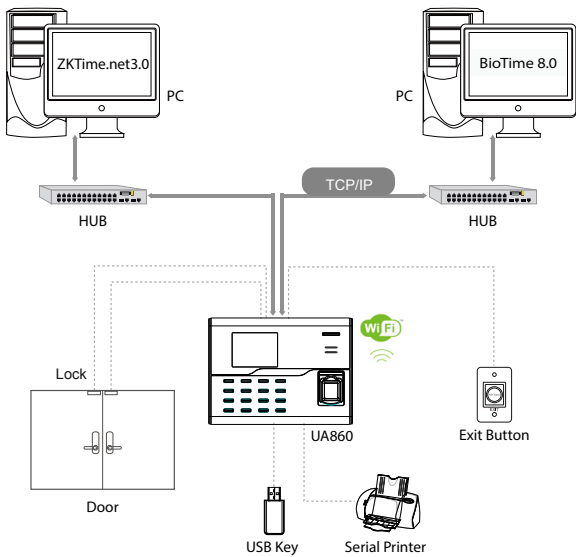 ZKTime.net3.0
BioTime 8.0
PC
PC
TCP/IP
HUB
HUB
WiFi
Lock
EXIT
UA860
Exit Button
Door
USB Key
Serial Printer